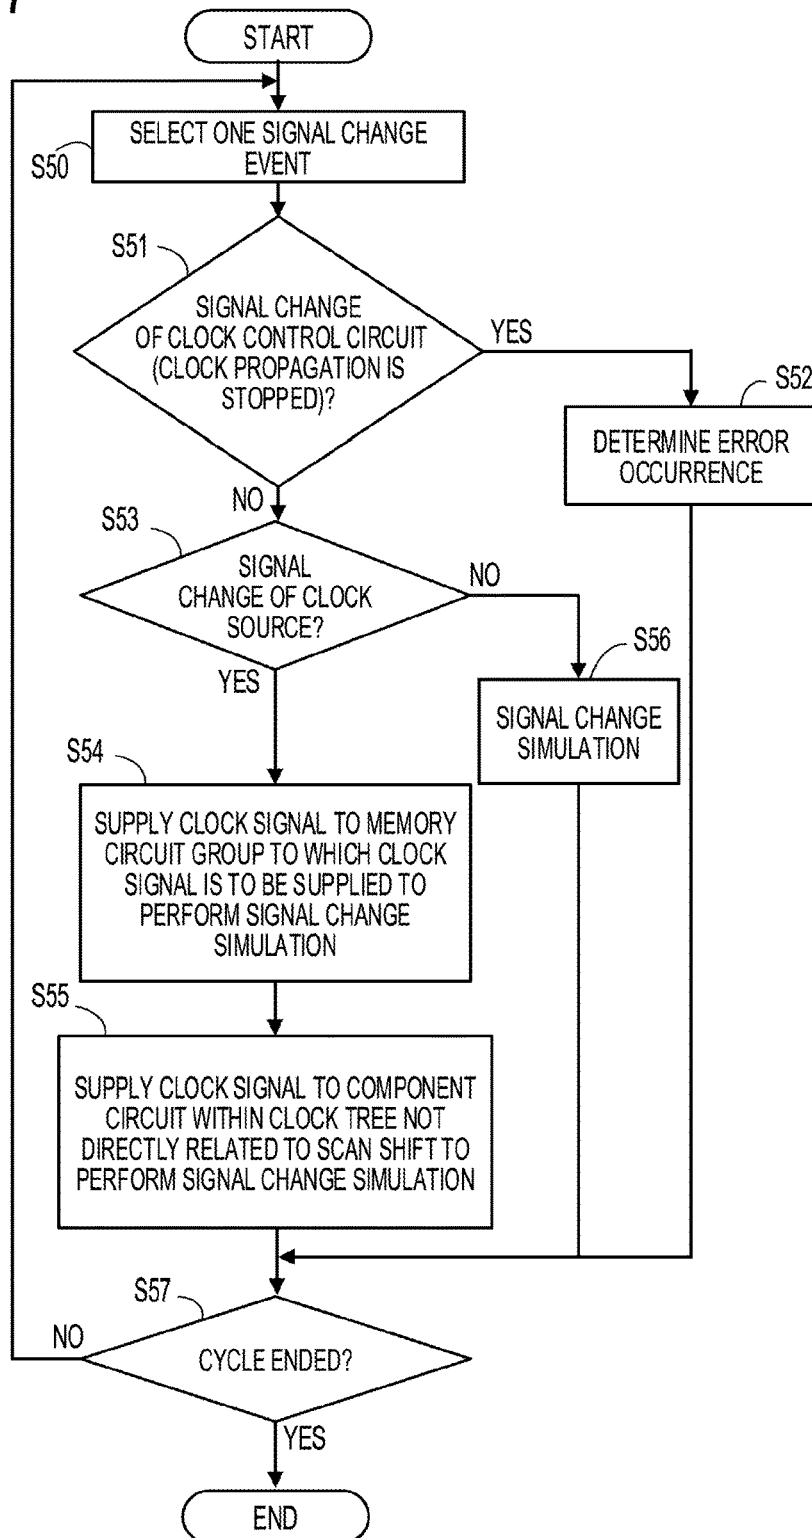 START
SELECT ONE SIGNAL CHANGE
EVENT
S50
S51
SIGNAL CHANGE
OF CLOCK CONTROL CIRCUIT
(CLOCK PROPAGATION IS
STOPPED)?
YES
S52
DETERMINE ERROR
OCCURRENCE
NO
S53
SIGNAL
CHANGE OF CLOCK
SOURCE?
NO
YES
S56
SIGNAL CHANGE
SIMULATION
S54
SUPPLY CLOCK SIGNAL TO MEMORY
CIRCUIT GROUP TO WHICH CLOCK
SIGNAL IS TO BE SUPPLIED TO
PERFORM SIGNAL CHANGE
SIMULATION
S55
SUPPLY CLOCK SIGNAL TO COMPONENT
CIRCUIT WITHIN CLOCK TREE NOT
DIRECTLY RELATED TO SCAN SHIFT TO
PERFORM SIGNAL CHANGE SIMULATION
S57
NO
CYCLE ENDED?
YES
END